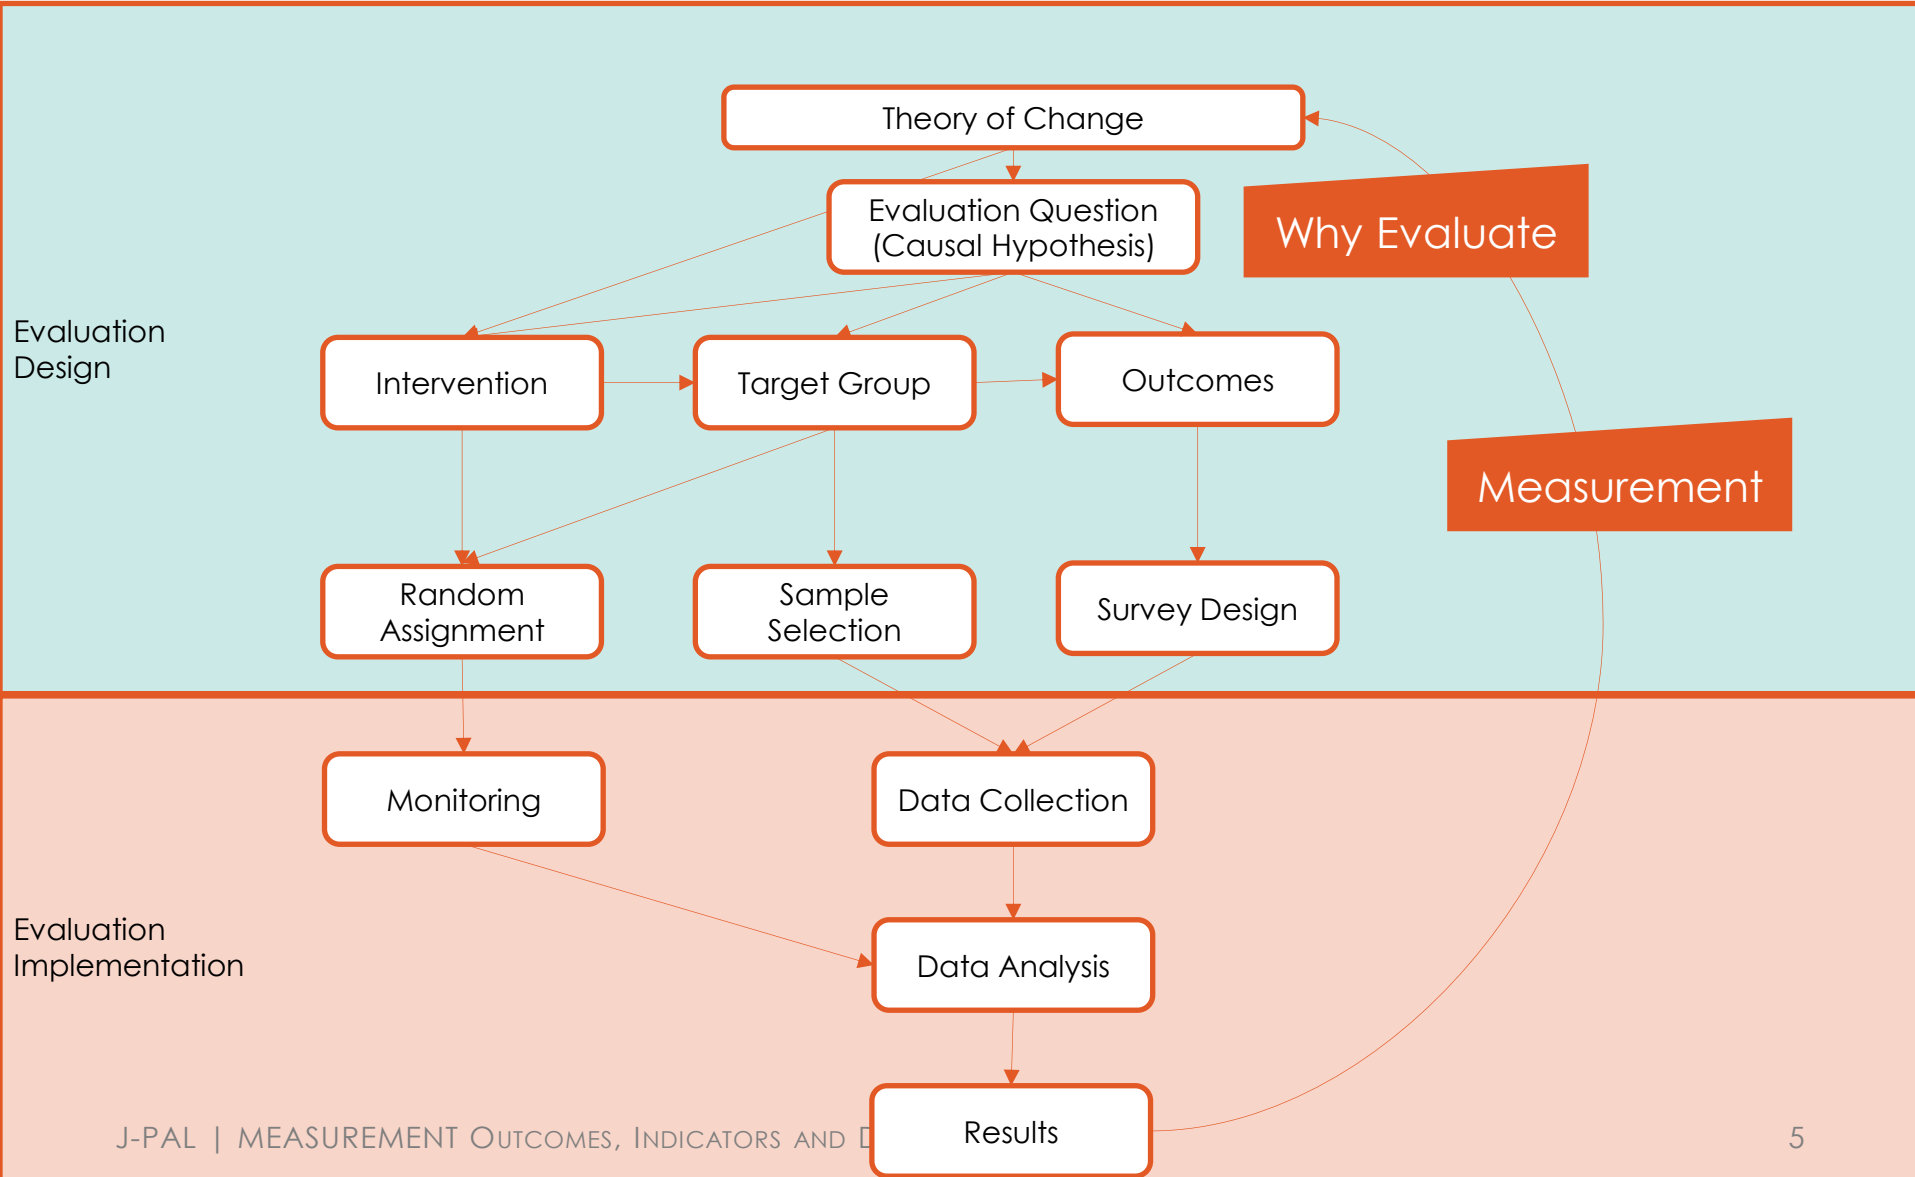 Theory of Change
Evaluation Question
(Causal Hypothesis)
Why Evaluate
Evaluation
Design
Intervention
Target Group
Outcomes
Measurement
Random
Assignment
Sample
Selection
Survey Design
Monitoring
Data Collection
Evaluation
Implementation
Data Analysis
Results
J-PAL | MEASUREMENT OUTCOMES, INDICATORS AND
5